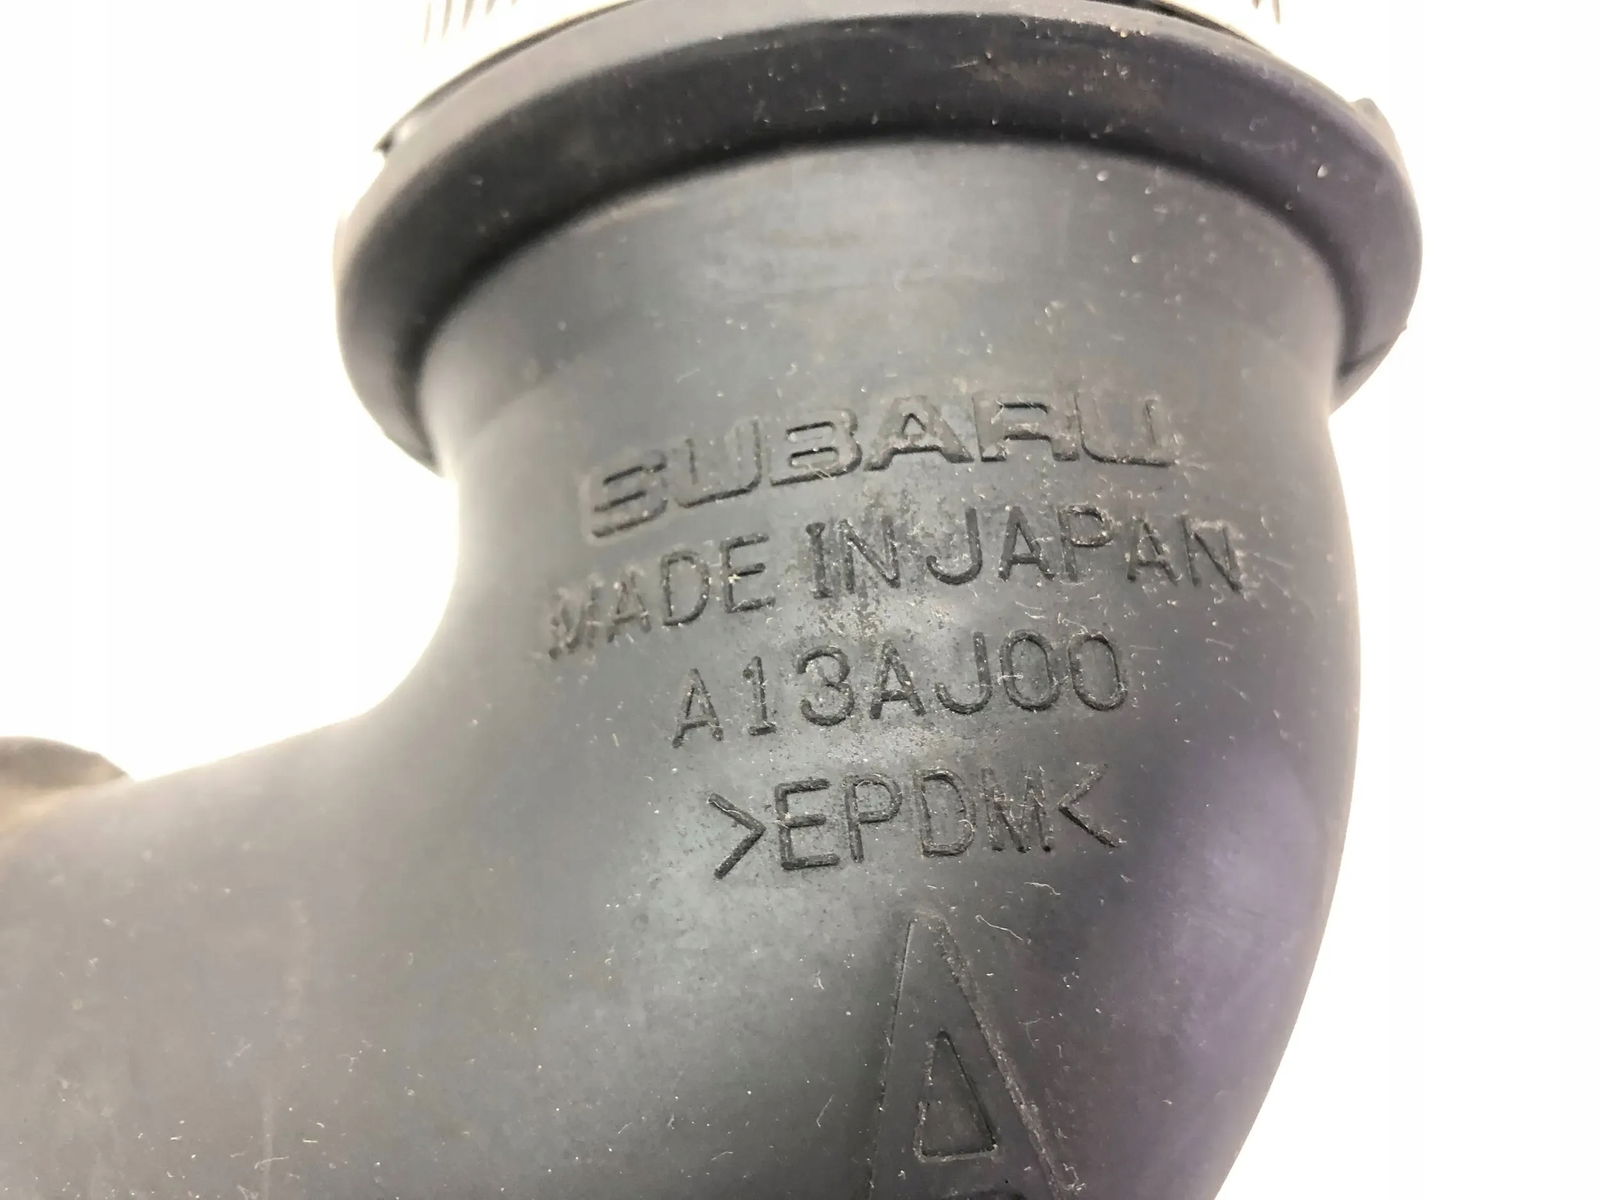 SUBARU
MADE IN JAPAN
A13AJ00
>EPDM<
A